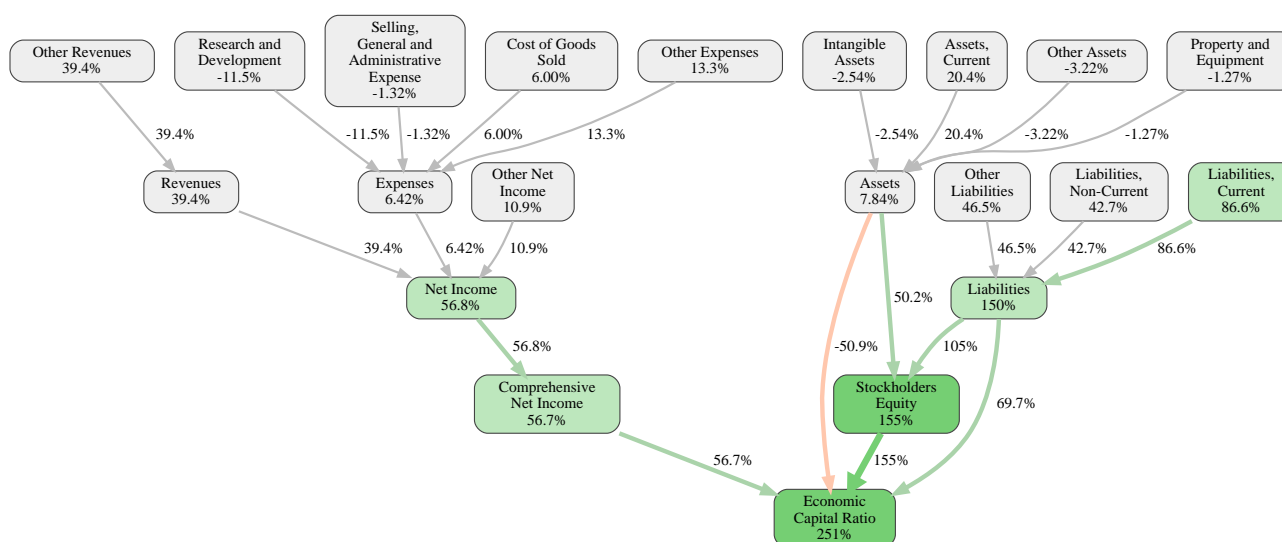 Other Revenues
39.4%
Research and
Development
-11.5%
Selling,
General and
Administrative
Expense
-1.32%
Cost of Goods
Sold
6.00%
Other Expenses
13.3%
Intangible
Assets
-2.54%
Assets,
Current
20.4%
Other Assets
-3.22%
Property and
Equipment
-1.27%
39.4%
-11.5%
-1.32%
6.00%
13.3%
-2.54%
20.4%
-3.22%
-1.27%
Revenues
39.4%
Expenses
6.42%
Other Net
Income
10.9%
Assets
7.84%
Other
Liabilities
46.5%
Liabilities,
Non-Current
42.7%
Liabilities,
Current
86.6%
39.4%
6.42%
10.9%
46.5%
42.7%
86.6%
Net Income
56.8%
50.2%
Liabilities
150%
56.8%
-50.9%
105%
Comprehensive
Net Income
56.7%
Stockholders
Equity
155%
69.7%
56.7%
155%
Economic
Capital Ratio
251%